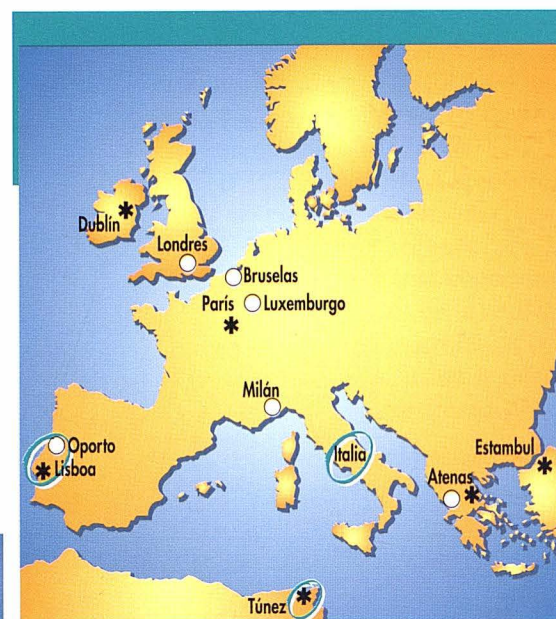 Dublín
Londres
Bruselas
París
Luxemburgo
Milán
Oporto
Lisboa
Italia
Estambul
Atenas
Túnez